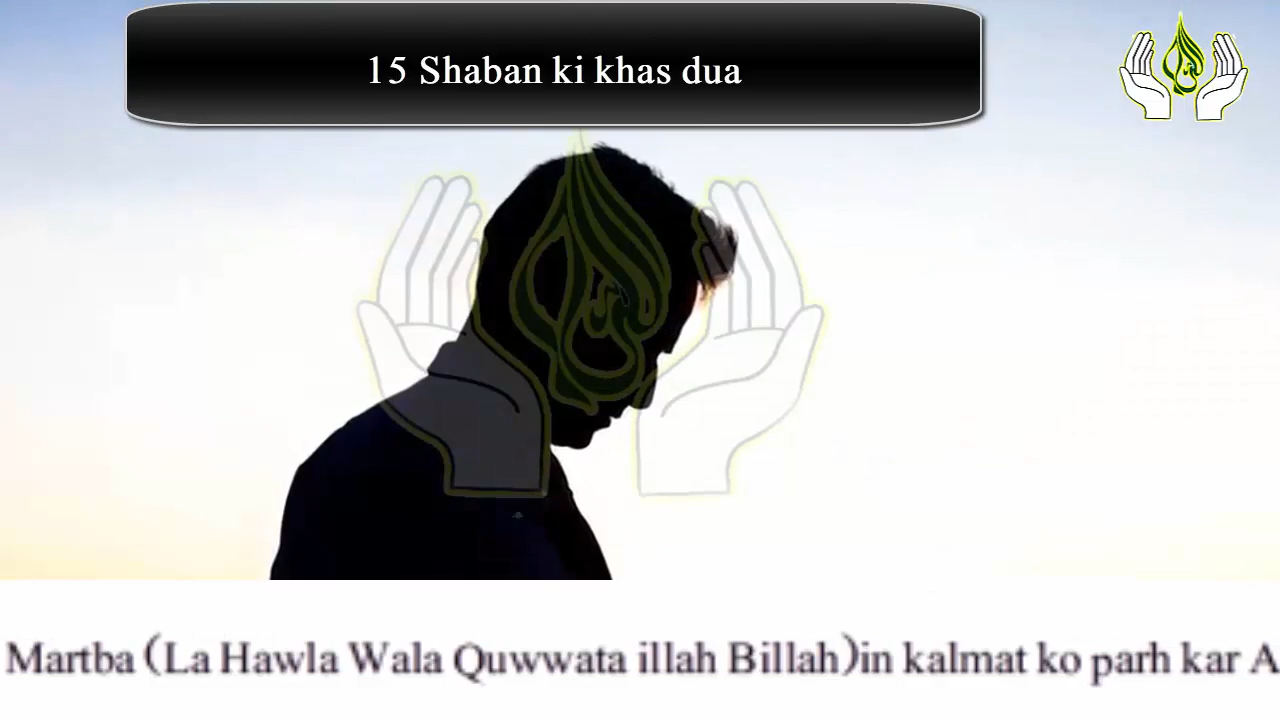 15 Shaban ki khas dua
Martba (La Hawla Wala Quwwata illah Billah)in kalmat ko parh kar A